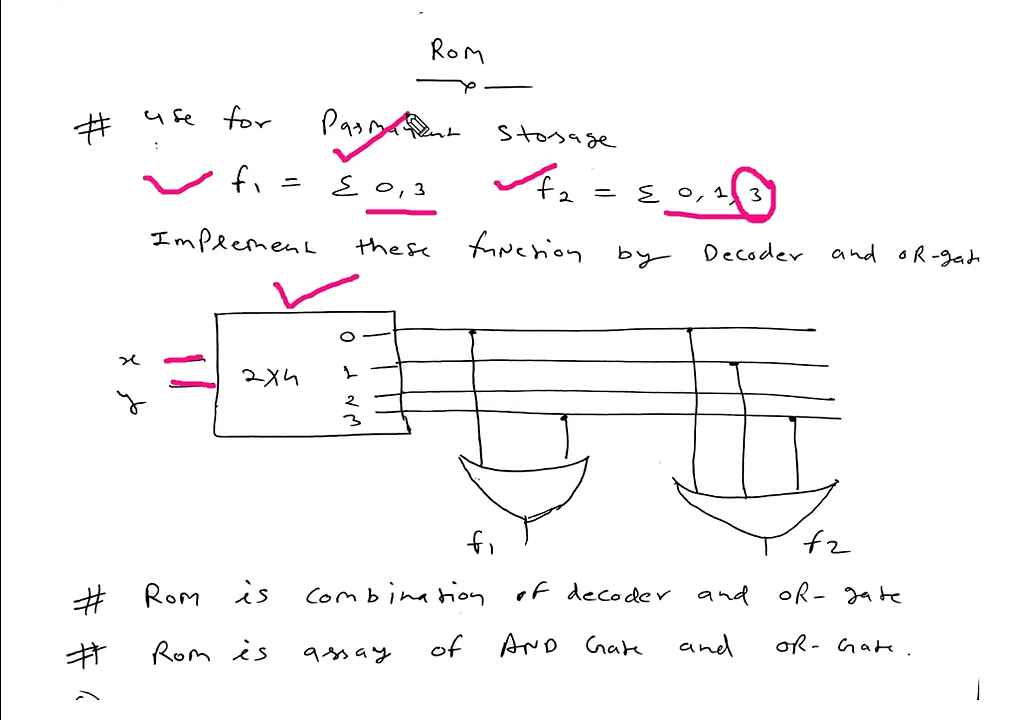 Rom
# use for Parmanent storage
f1 = Σ 0, 3 f2 = Σ 0, 1, 3
Implement these function by Decoder and OR-gate
0
x
2X4
1
y
2
3
f1 f2
# Rom is combination of decoder and OR-gate
# Rom is array of AND Gate and OR-Gate.